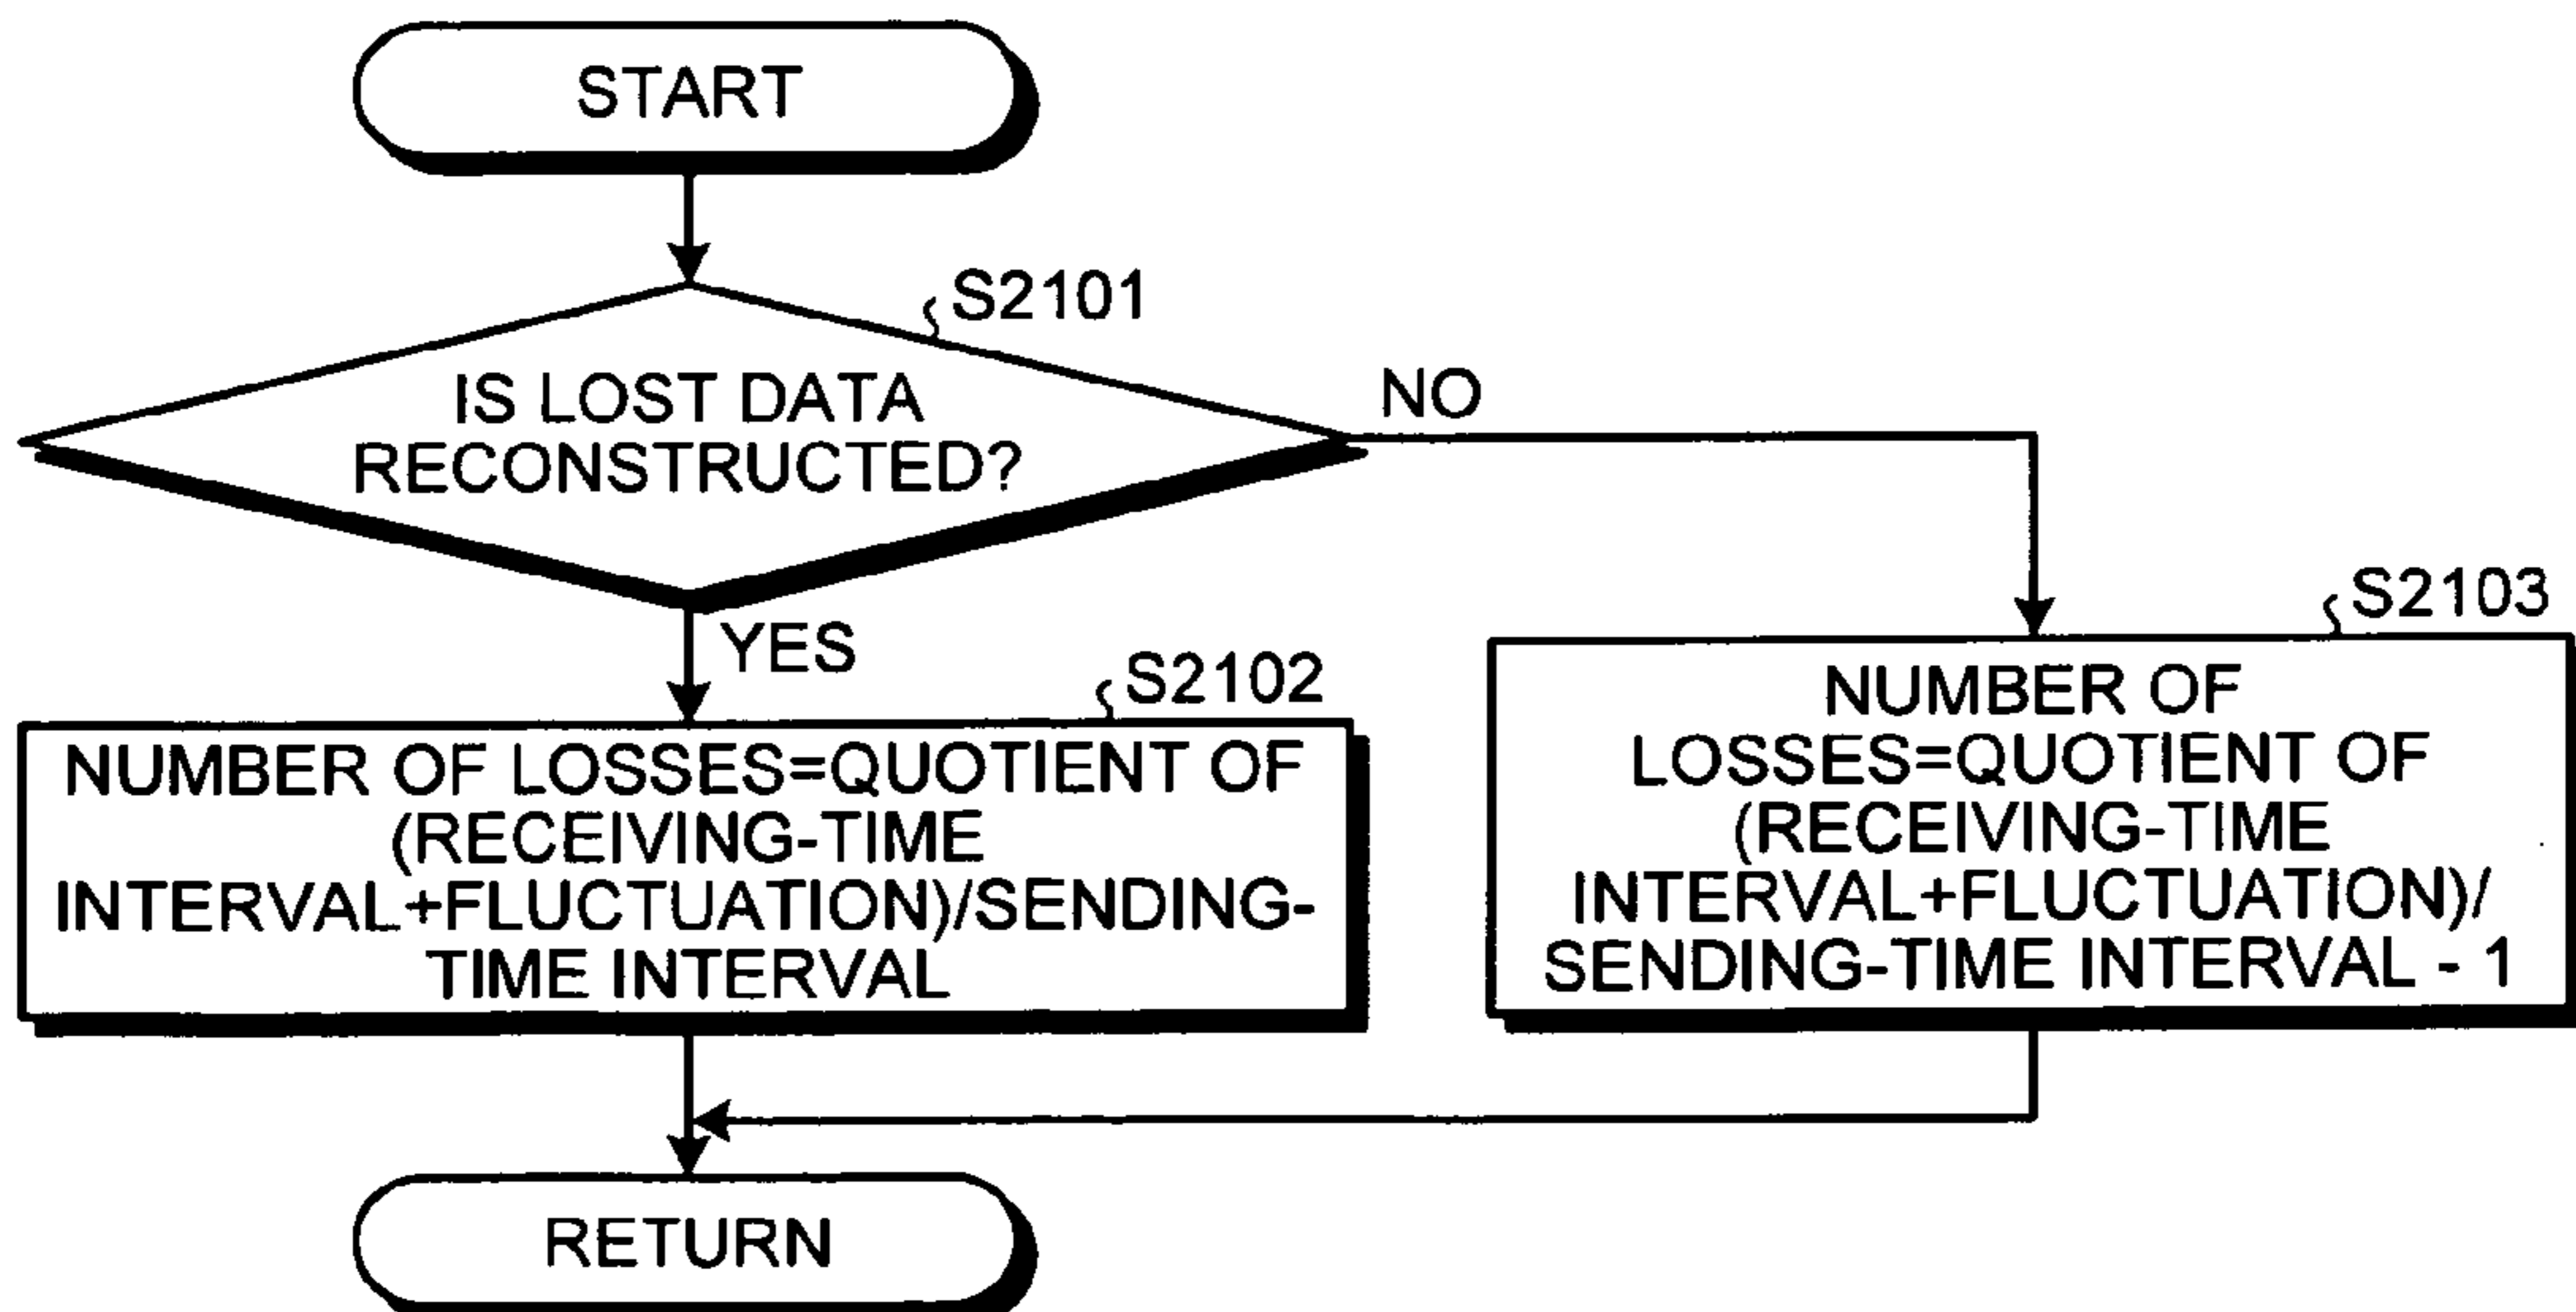 START
S2101
IS LOST DATA
RECONSTRUCTED?
NO
YES
S2102
NUMBER OF LOSSES=QUOTIENT OF
(RECEIVING-TIME
INTERVAL+FLUCTUATION)/SENDING-
TIME INTERVAL
S2103
NUMBER OF
LOSSES=QUOTIENT OF
(RECEIVING-TIME
INTERVAL+FLUCTUATION)/
SENDING-TIME INTERVAL - 1
RETURN